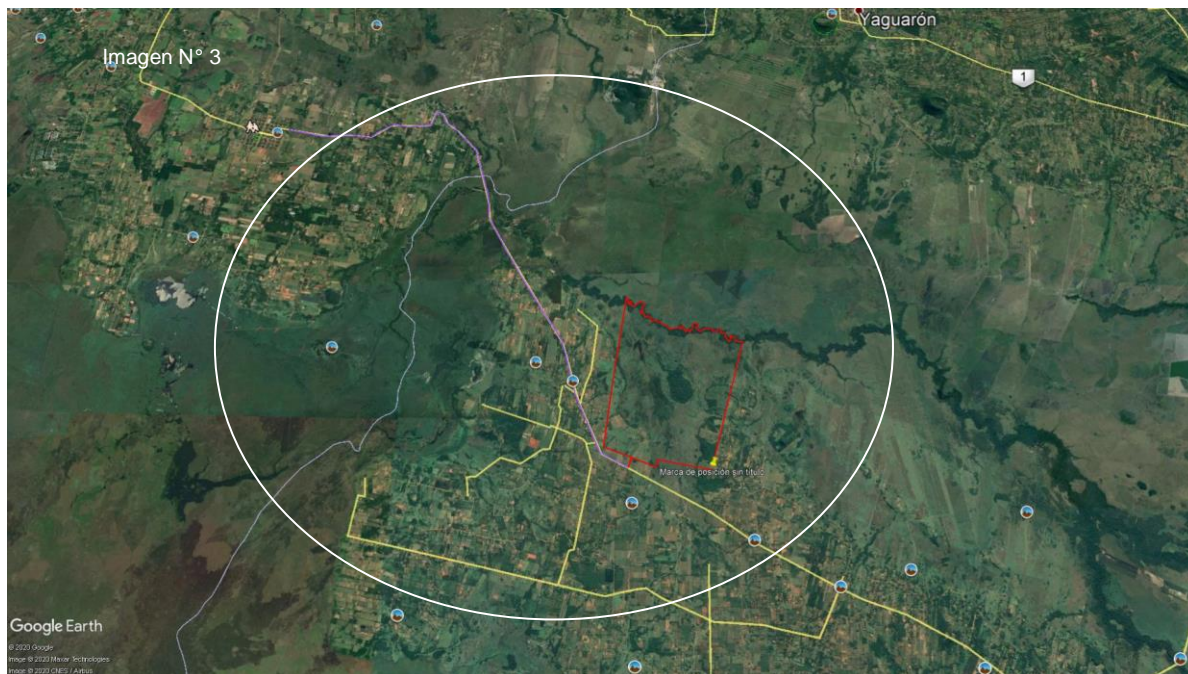 Yaguarón
Imagen N° 3
1
Marca de posición sin título
Google Earth
© 2020 Google
Image © 2020 Maxar Technologies
Image © 2020 CNES / Airbus